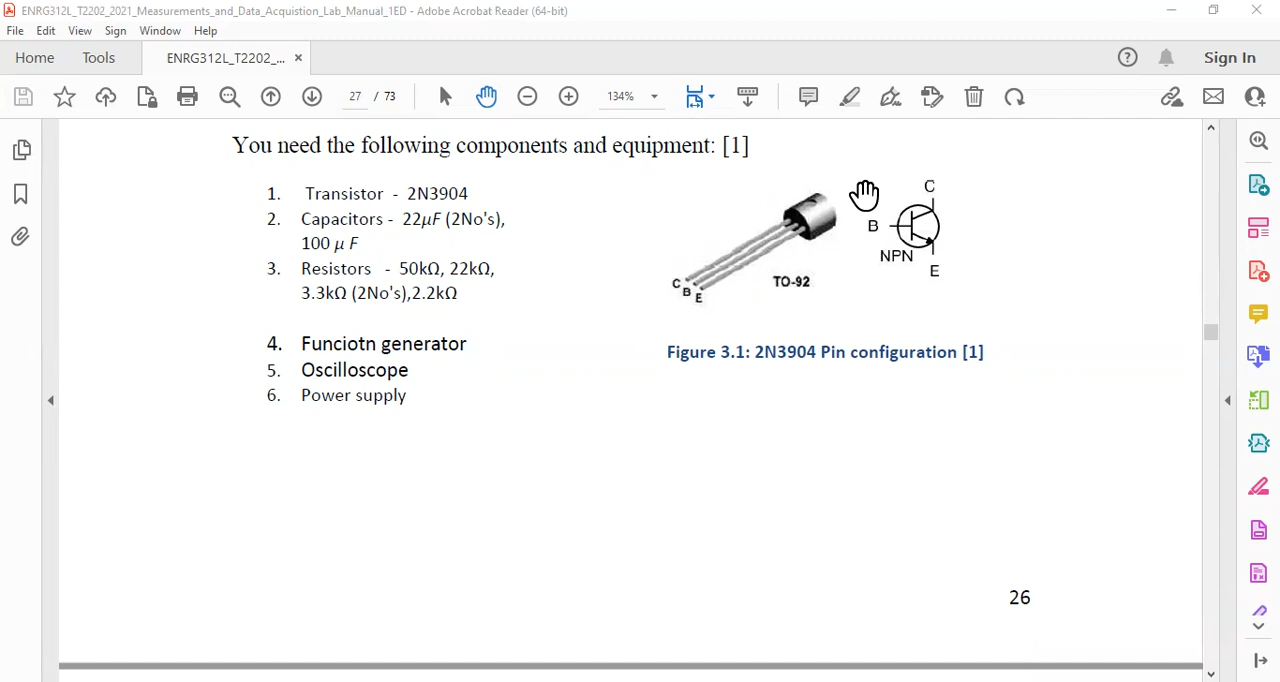 ENRG312L_T2202_2021_Measurements_and_Data_Acquistion_Lab_Manual_1ED - Adobe Acrobat Reader (64-bit)
File Edit View Sign Window Help
Home Tools ENRG312L_T2202_... × Sign In
27 / 73 134%
You need the following components and equipment: [1]
1. Transistor - 2N3904
2. Capacitors - 22μF (2No's),
100 μ F
3. Resistors - 50kΩ, 22kΩ,
3.3kΩ (2No's),2.2kΩ
4. Funciotn generator
5. Oscilloscope
6. Power supply
C
B
NPN
E
C
B
E
TO-92
Figure 3.1: 2N3904 Pin configuration [1]
26